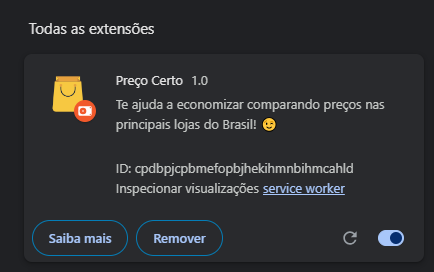 Todas as extensões
Preço Certo 1.0
Te ajuda a economizar comparando preços nas
principais lojas do Brasil! 😉
ID: cpdbpjcpbmefopbjhekihmnbihmcahld
Inspecionar visualizações service worker
Saiba mais
Remover